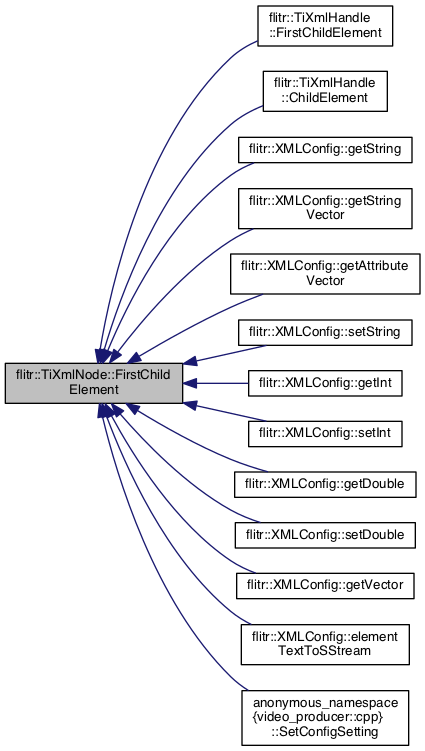 flitr::TiXmlHandle
::FirstChildElement
flitr::TiXmlHandle
::ChildElement
flitr::XMLConfig::getString
flitr::XMLConfig::getString
Vector
flitr::XMLConfig::getAttribute
Vector
flitr::XMLConfig::setString
flitr::TiXmlNode::FirstChild
Element
flitr::XMLConfig::getInt
flitr::XMLConfig::setInt
flitr::XMLConfig::getDouble
flitr::XMLConfig::setDouble
flitr::XMLConfig::getVector
flitr::XMLConfig::element
TextToSStream
anonymous_namespace
{video_producer::cpp}
::SetConfigSetting